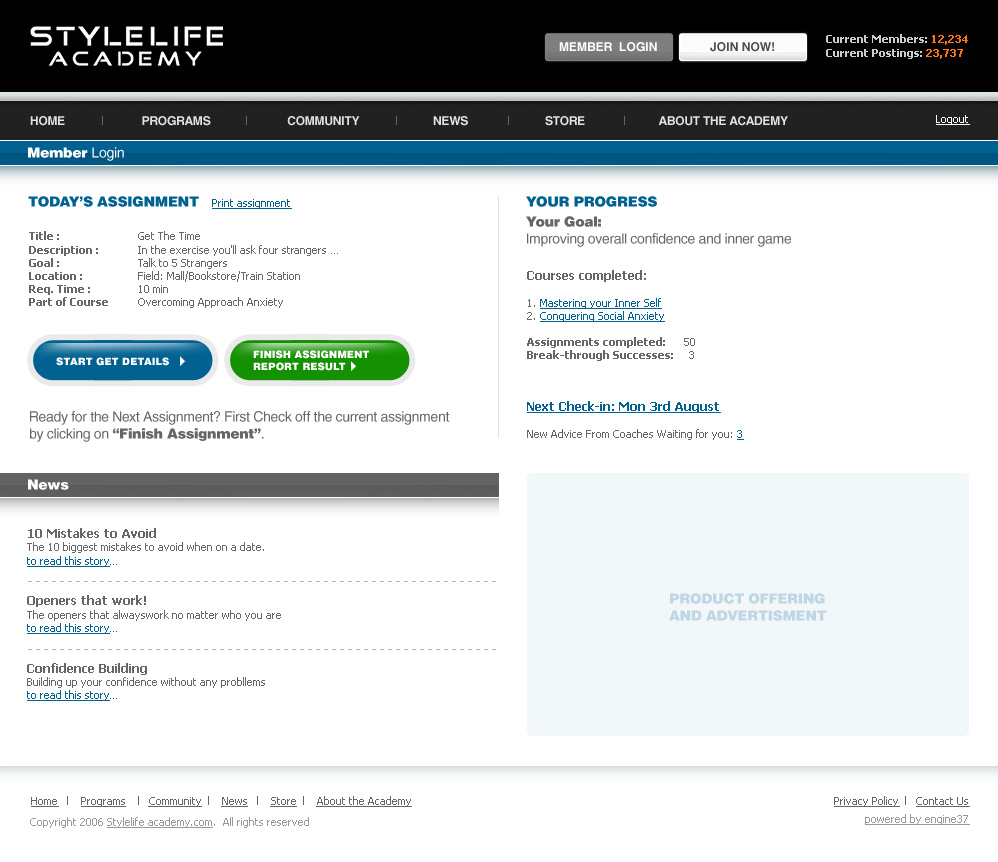 STYLELIFE
ACADEMY
MEMBER LOGIN
JOIN NOW!
Current Members: 12,234
Current Postings: 23,737
HOME | PROGRAMS | COMMUNITY | NEWS | STORE | ABOUT THE ACADEMY
Logout
Member Login
TODAY'S ASSIGNMENT Print assignment
Title : Get The Time
Description : In the exercise you'll ask four strangers ...
Goal : Talk to 5 Strangers
Location : Field: Mall/Bookstore/Train Station
Req. Time : 10 min
Part of Course Overcoming Approach Anxiety
START GET DETAILS
FINISH ASSIGNMENT
REPORT RESULT
Ready for the Next Assignment? First Check off the current assignment
by clicking on “Finish Assignment”.
YOUR PROGRESS
Your Goal:
Improving overall confidence and inner game
Courses completed:
1. Mastering your Inner Self
2. Conquering Social Anxiety
Assignments completed: 50
Break-through Successes: 3
Next Check-in: Mon 3rd August
New Advice From Coaches Waiting for you: 3
News
10 Mistakes to Avoid
The 10 biggest mistakes to avoid when on a date.
to read this story...
Openers that work!
The openers that alwayswork no matter who you are
to read this story...
Confidence Building
Building up your confidence without any probllems
to read this story...
PRODUCT OFFERING
AND ADVERTISMENT
Home | Programs | Community | News | Store | About the Academy
Copyright 2006 Stylelife academy.com. All rights reserved
Privacy Policy | Contact Us
powered by engine37